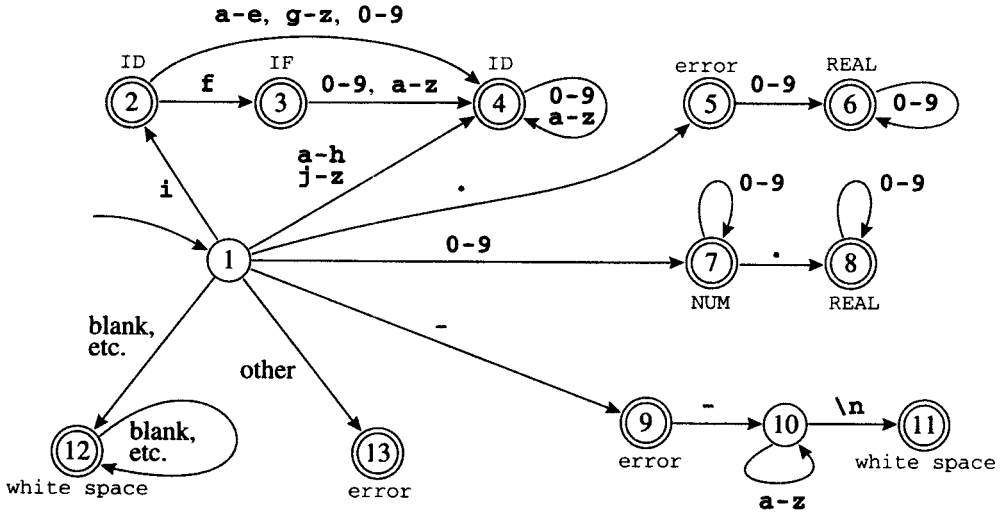 a-e, g-z, 0-9
ID
IF
ID
error
REAL
2
f
3
0-9, a-z
4
0-9
a-z
5
0-9
6
0-9
a-h
j-z
i
.
0-9
0-9
1
0-9
7
.
8
NUM
REAL
blank,
etc.
-
other
12
blank,
etc.
13
9
-
10
\n
11
white space
error
error
white space
a-z